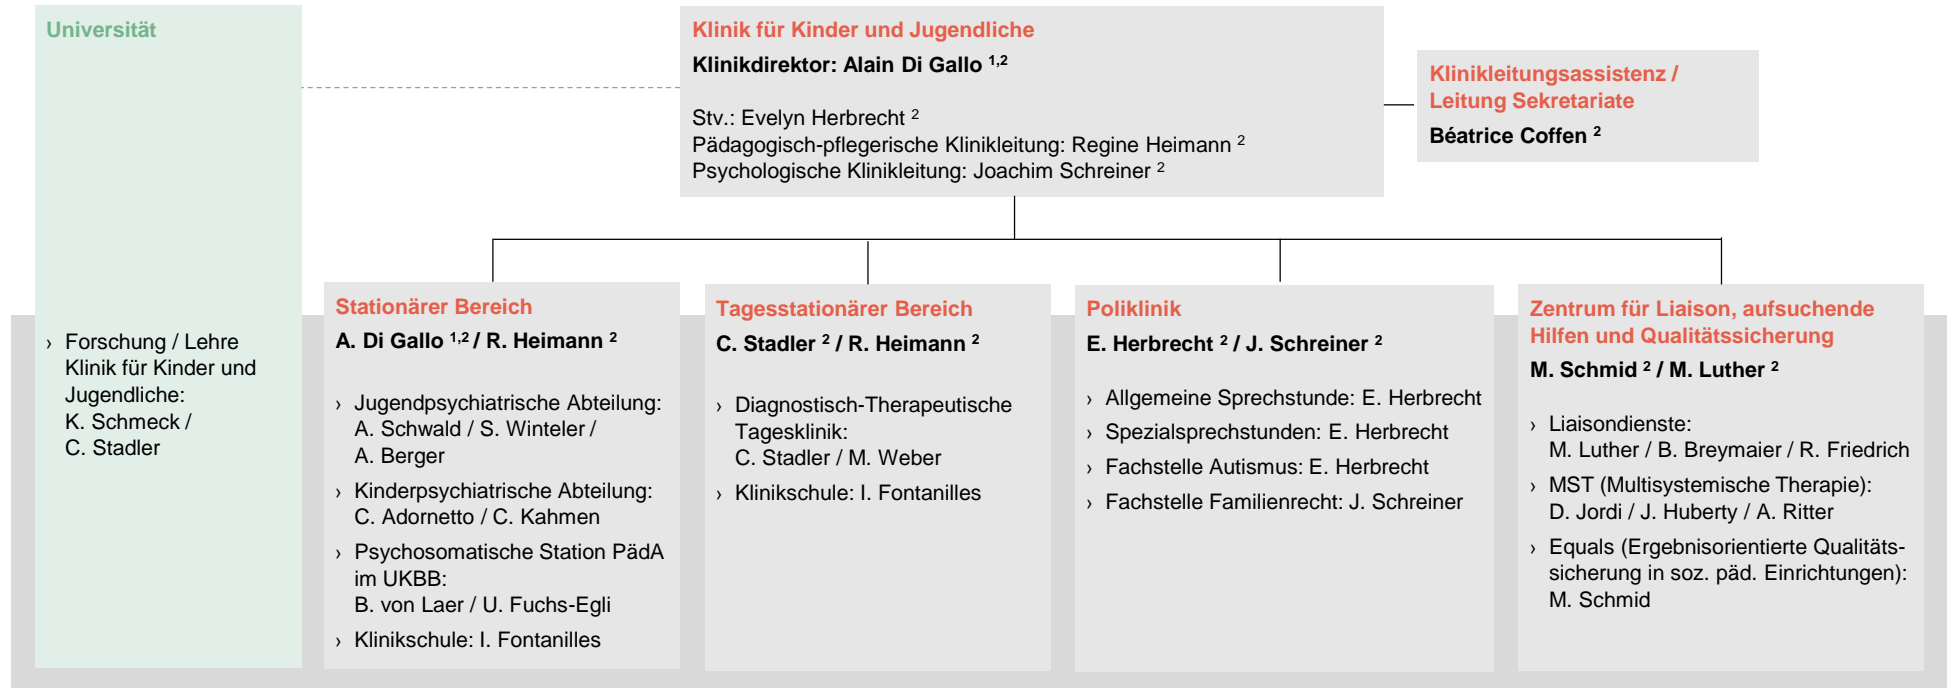 Universität
› Forschung / Lehre
Klinik für Kinder und
Jugendliche:
K. Schmeck /
C. Stadler
Klinik für Kinder und Jugendliche
Klinikdirektor: Alain Di Gallo 1,2
Stv.: Evelyn Herbrecht 2
Pädagogisch-pflegerische Klinikleitung: Regine Heimann 2
Psychologische Klinikleitung: Joachim Schreiner 2
Klinikleitungsassistenz /
Leitung Sekretariate
Béatrice Coffen 2
Stationärer Bereich
A. Di Gallo 1,2 / R. Heimann 2
› Jugendpsychiatrische Abteilung:
A. Schwald / S. Winteler /
A. Berger
› Kinderpsychiatrische Abteilung:
C. Adornetto / C. Kahmen
› Psychosomatische Station PädA
im UKBB:
B. von Laer / U. Fuchs-Egli
› Klinikschule: I. Fontanilles
Tagesstationärer Bereich
C. Stadler 2 / R. Heimann 2
› Diagnostisch-Therapeutische
Tagesklinik:
C. Stadler / M. Weber
› Klinikschule: I. Fontanilles
Poliklinik
E. Herbrecht 2 / J. Schreiner 2
› Allgemeine Sprechstunde: E. Herbrecht
› Spezialsprechstunden: E. Herbrecht
› Fachstelle Autismus: E. Herbrecht
› Fachstelle Familienrecht: J. Schreiner
Zentrum für Liaison, aufsuchende
Hilfen und Qualitätssicherung
M. Schmid 2 / M. Luther 2
› Liaisondienste:
M. Luther / B. Breymaier / R. Friedrich
› MST (Multisystemische Therapie):
D. Jordi / J. Huberty / A. Ritter
› Equals (Ergebnisorientierte Qualitäts-
sicherung in soz. päd. Einrichtungen):
M. Schmid